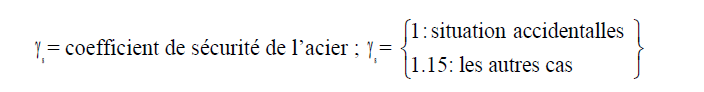 γₛ = coefficient de sécurité de l’acier ; γₛ = {1 : situation accidentalles
1.15: les autres cas}